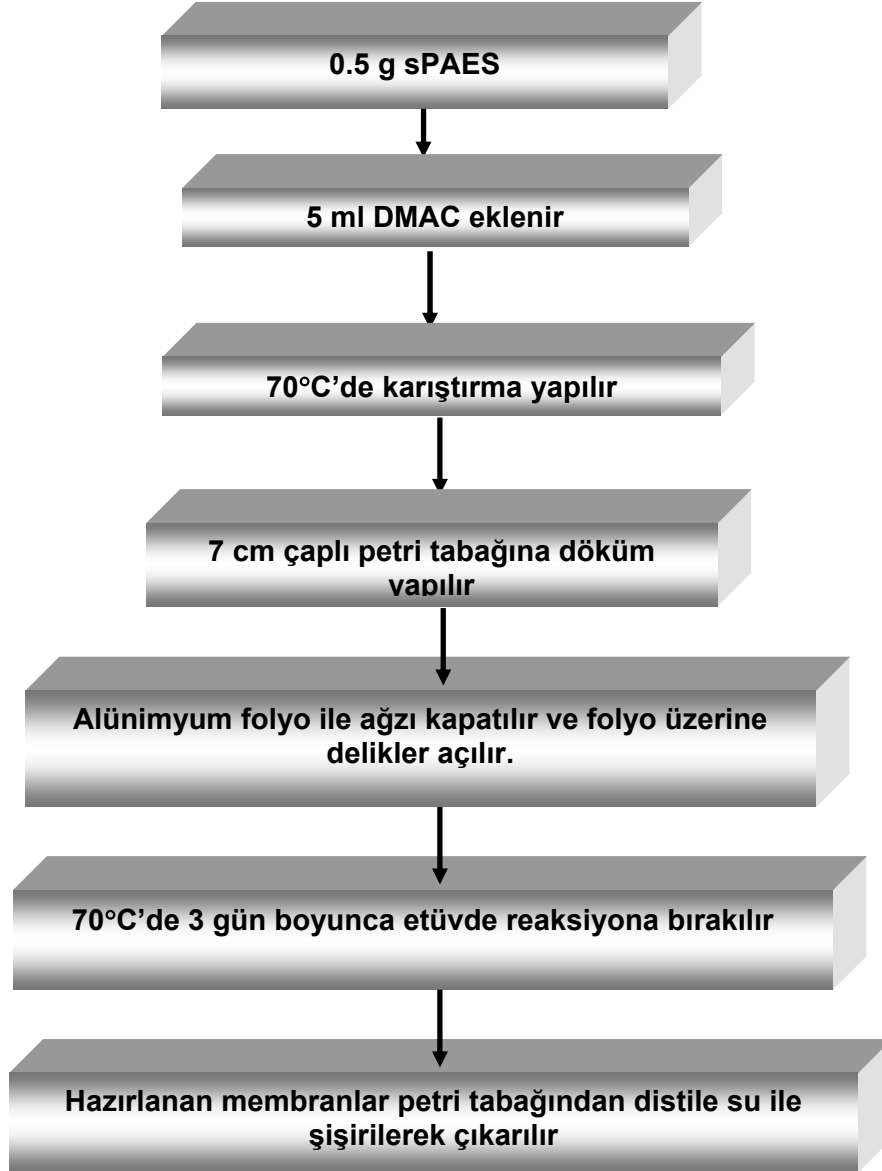 0.5 g sPAES
5 ml DMAC eklenir
70°C’de karıştırma yapılır
7 cm çaplı petri tabağına döküm
yapılır
Alünimyum folyo ile ağzı kapatılır ve folyo üzerine
delikler açılır.
70°C’de 3 gün boyunca etüvde reaksiyona bırakılır
Hazırlanan membranlar petri tabağından distile su ile
şişirilerek çıkarılır